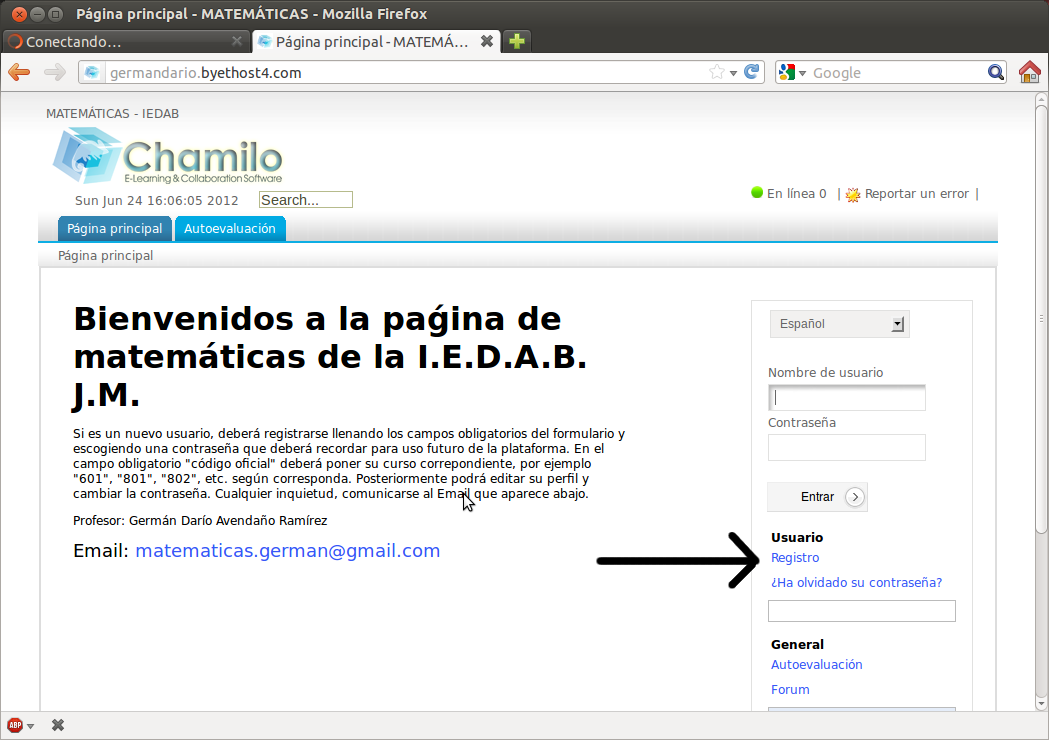 Página principal - MATEMÁTICAS - Mozilla Firefox
Conectando...
Página principal - MATEMÁ...
germandario.byethost4.com
Google
MATEMÁTICAS - IEDAB
Chamilo
E-Learning & Collaboration Software
Sun Jun 24 16:06:05 2012
Search...
En línea 0 | Reportar un error |
Página principal
Autoevaluación
Página principal
Bienvenidos a la paǵina de
matemáticas de la I.E.D.A.B.
J.M.
Si es un nuevo usuario, deberá registrarse llenando los campos obligatorios del formulario y
escogiendo una contraseña que deberá recordar para uso futuro de la plataforma. En el
campo obligatorio "código oficial" deberá poner su curso correpondiente, por ejemplo
"601", "801", "802", etc. según corresponda. Posteriormente podrá editar su perfil y
cambiar la contraseña. Cualquier inquietud, comunicarse al Email que aparece abajo.
Profesor: Germán Darío Avendaño Ramírez
Email: matematicas.german@gmail.com
Español
Nombre de usuario
Contraseña
Entrar
Usuario
Registro
¿Ha olvidado su contraseña?
General
Autoevaluación
Forum
ABP